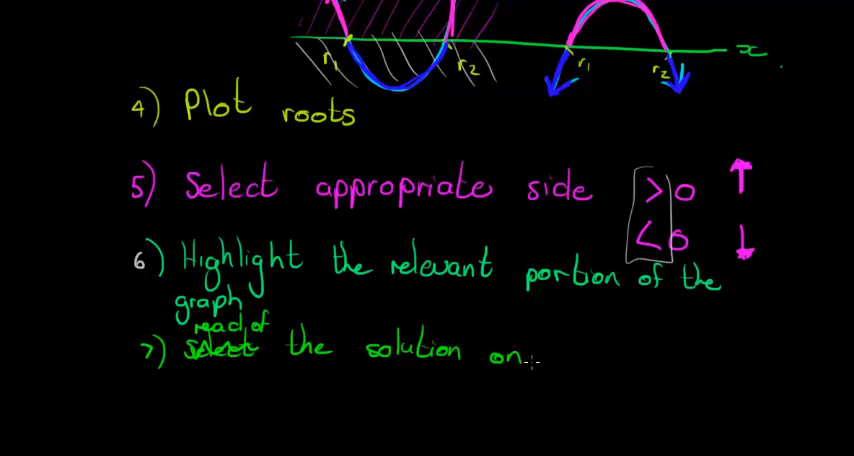 r1 r2 r1 r2 x
4) Plot roots
5) Select appropriate side > 0 ↑
< 0 ↓
6) Highlight the relevant portion of the
graph
read of
7) select the solution on